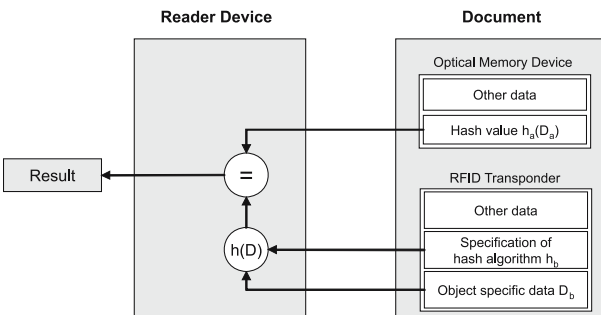 Reader Device
Document
Optical Memory Device
Other data
Hash value hₐ(Dₐ)
Result
=
RFID Transponder
Other data
h(D)
Specification of
hash algorithm h_b
Object specific data D_b